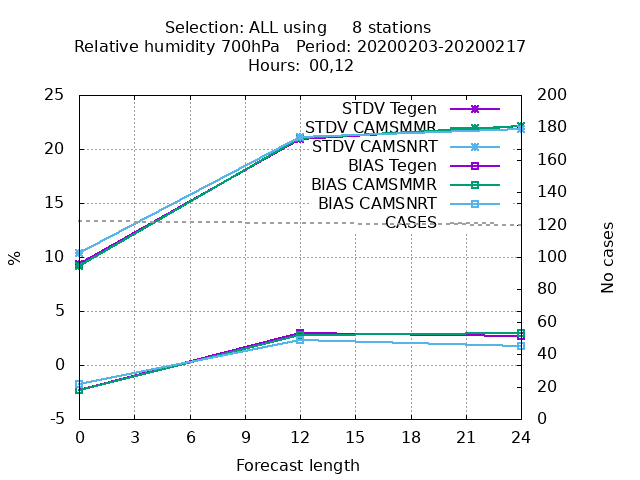 Selection: ALL using     8 stations
Relative humidity 700hPa   Period: 20200203-20200217
Hours: 00,12
25
20
15
10
5
0
-5
%
200
180
160
140
120
100
80
60
40
20
0
No cases
STDV Tegen
STDV CAMSMMR
STDV CAMSNRT
BIAS Tegen
BIAS CAMSMMR
BIAS CAMSNRT
CASES
0 3 6 9 12 15 18 21 24
Forecast length